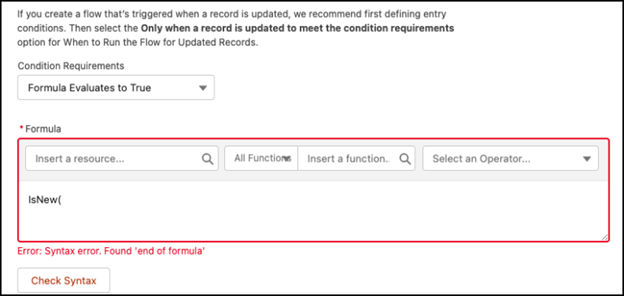 If you create a flow that's triggered when a record is updated, we recommend first defining entry
conditions. Then select the Only when a record is updated to meet the condition requirements
option for When to Run the Flow for Updated Records.
Condition Requirements
Formula Evaluates to True
* Formula
Insert a resource... All Functions Insert a function.. Select an Operator...
IsNew(
Error: Syntax error. Found 'end of formula'
Check Syntax